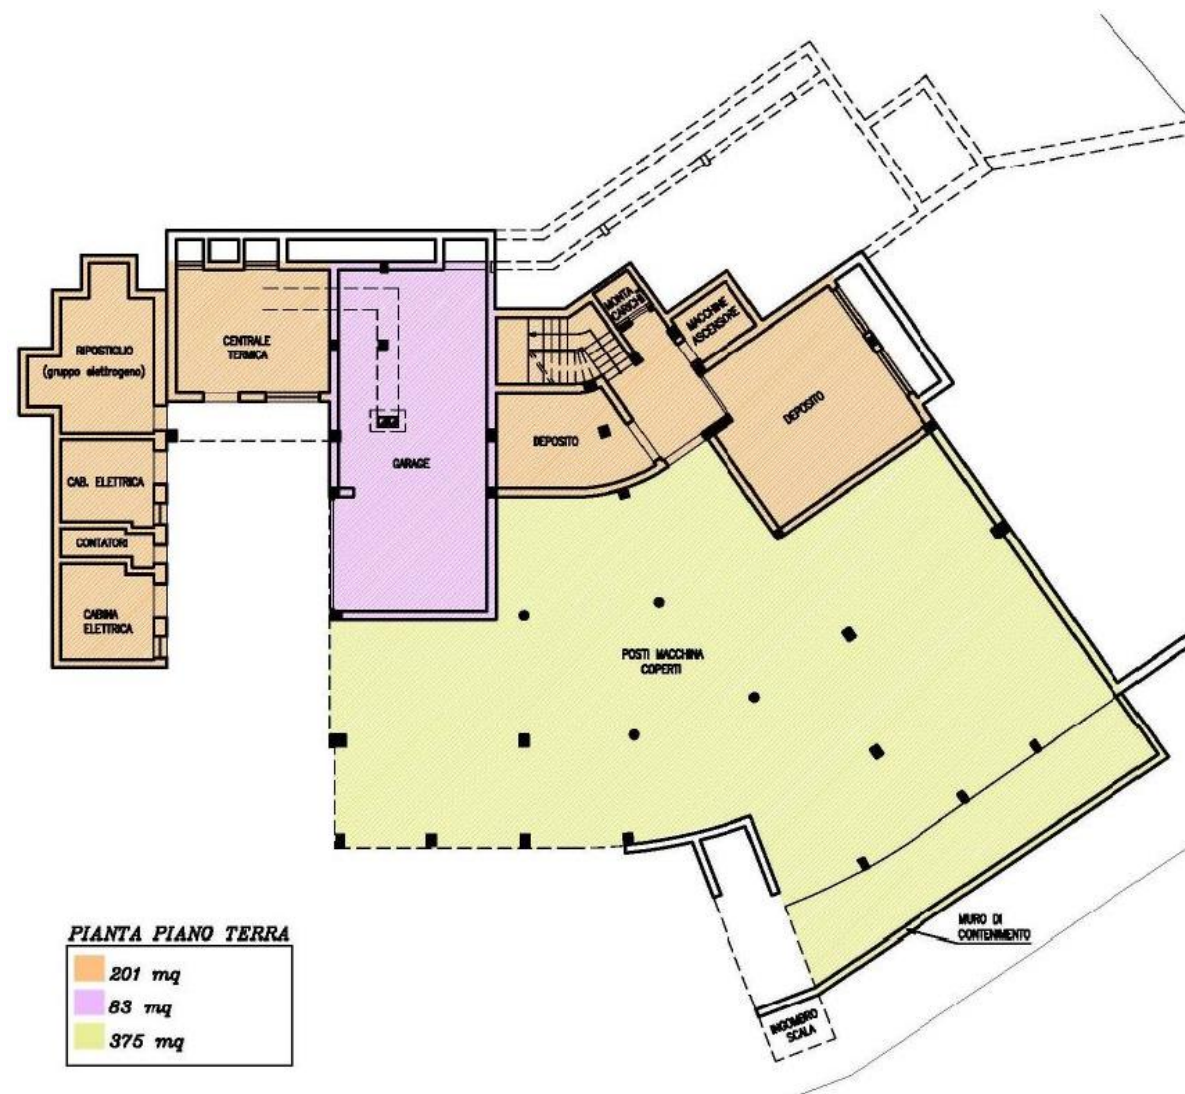 MONTA
CARICHI
MACCHINE
ASCENSORE
CENTRALE
TERMICA
RIPOSTIGLIO
(gruppo elettrogeno)
DEPOSITO
DEPOSITO
GARAGE
CAB. ELETTRICA
CONTATORI
CABINA
ELETTRICA
POSTI MACCHINA
COPERTI
MURO DI
CONTENIMENTO
INGOMBRO
SCALA
PIANTA PIANO TERRA
201 mq
83 mq
375 mq